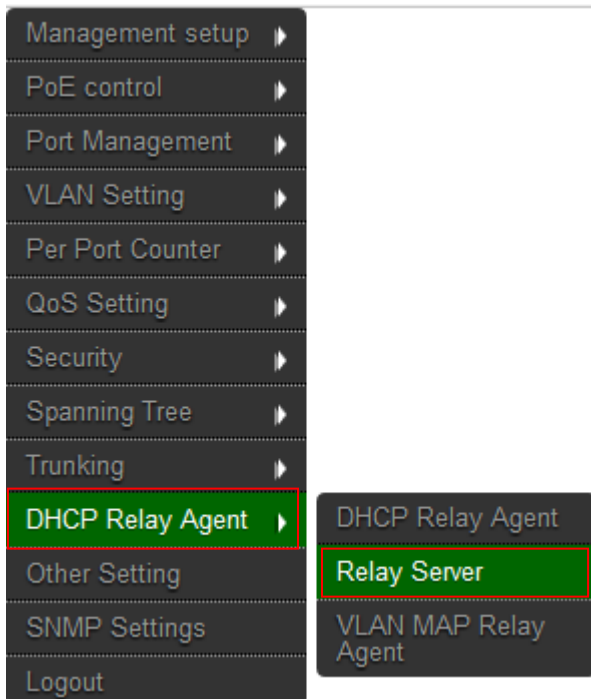 Management setup
PoE control
Port Management
VLAN Setting
Per Port Counter
QoS Setting
Security
Spanning Tree
Trunking
DHCP Relay Agent
Other Setting
SNMP Settings
Logout
DHCP Relay Agent
Relay Server
VLAN MAP Relay
Agent